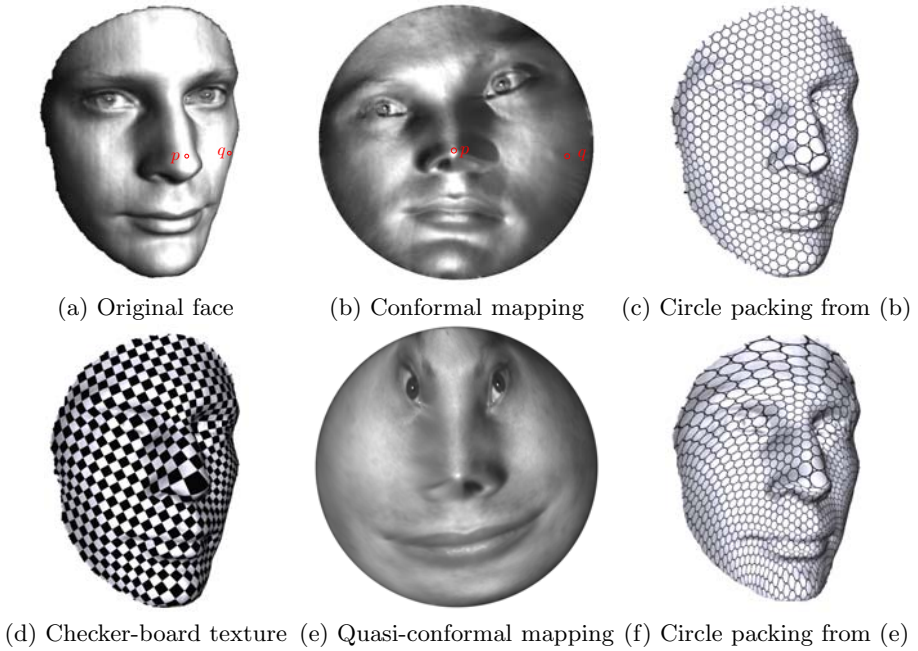 p q
p q
(a) Original face (b) Conformal mapping (c) Circle packing from (b)
(d) Checker-board texture (e) Quasi-conformal mapping (f) Circle packing from (e)